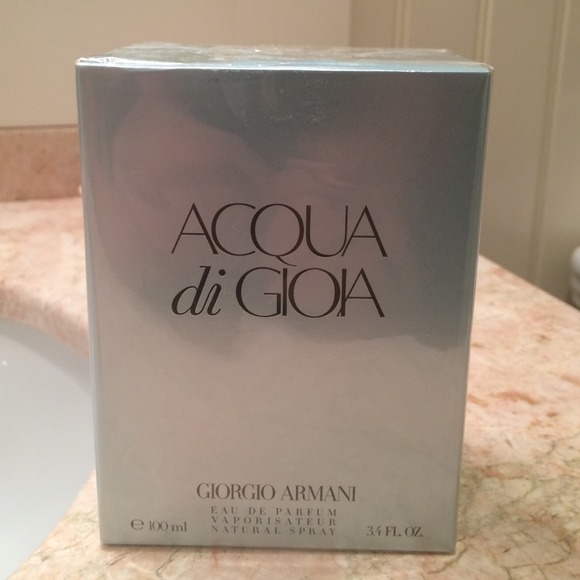 ACQUA
di GIOIA
GIORGIO ARMANI
EAU DE PARFUM
VAPORISATEUR
℮ 100 ml NATURAL SPRAY 3.4 FL. OZ.